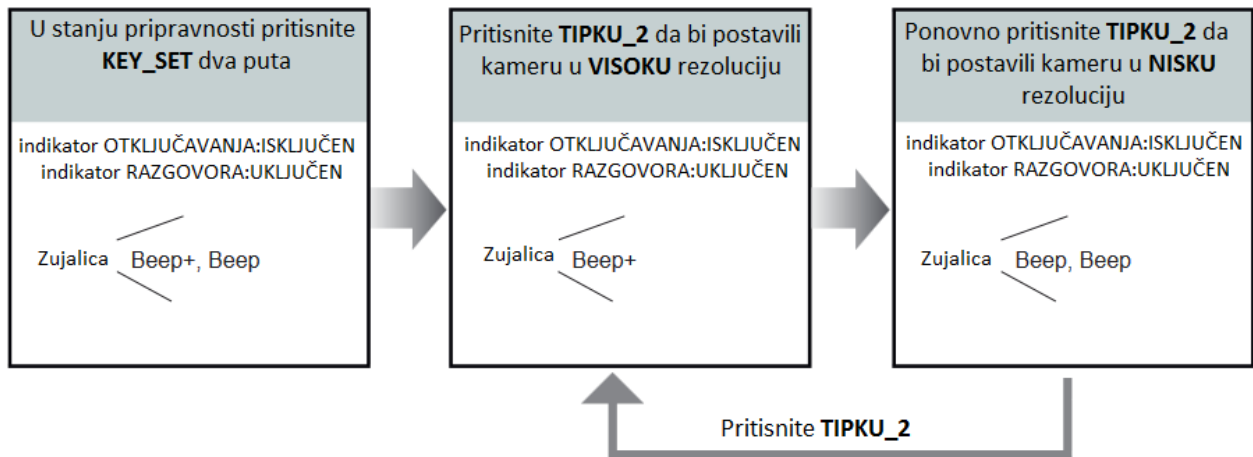 U stanju pripravnosti pritisnite
KEY_SET dva puta
indikator OTKLJUČAVANJA:ISKLJUČEN
indikator RAZGOVORA:UKLJUČEN
Zujalica
Beep+, Beep
Pritisnite TIPKU_2 da bi postavili
kameru u VISOKU rezoluciju
indikator OTKLJUČAVANJA:ISKLJUČEN
indikator RAZGOVORA:UKLJUČEN
Zujalica
Beep+
Ponovno pritisnite TIPKU_2 da
bi postavili kameru u NISKU
rezoluciju
indikator OTKLJUČAVANJA:ISKLJUČEN
indikator RAZGOVORA:UKLJUČEN
Zujalica
Beep, Beep
Pritisnite TIPKU_2